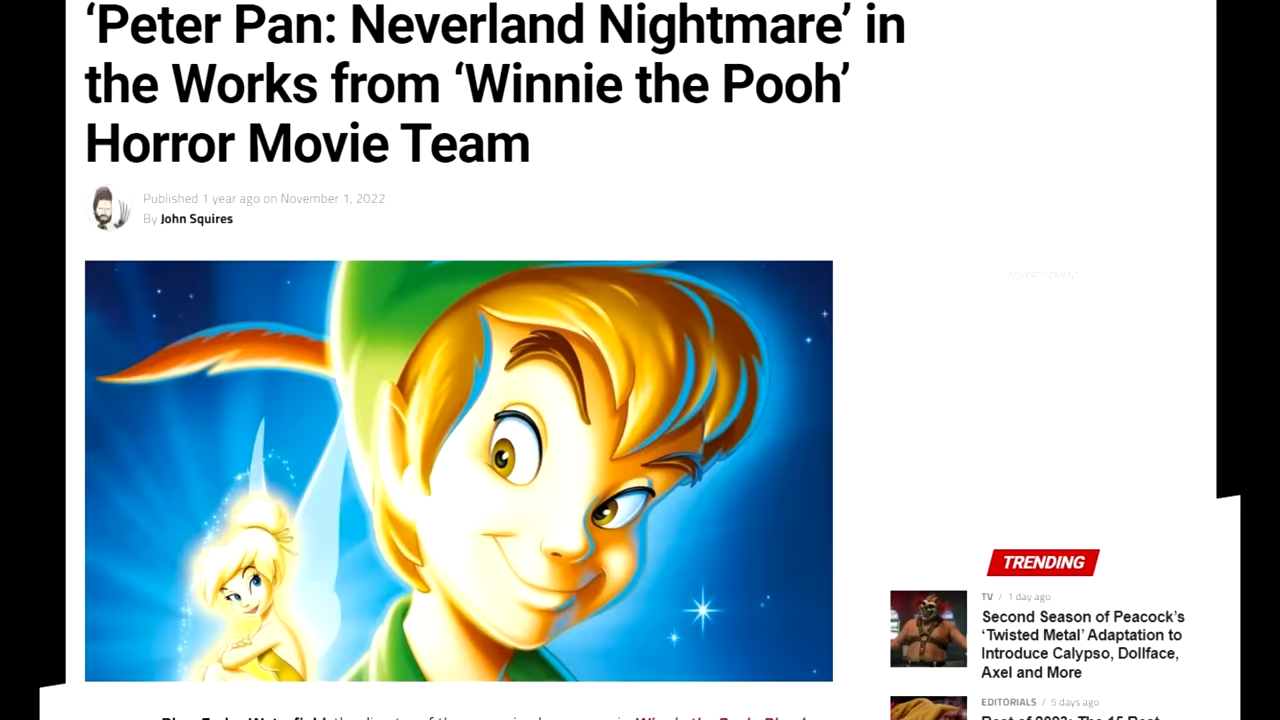 ‘Peter Pan: Neverland Nightmare’ in
the Works from ‘Winnie the Pooh’
Horror Movie Team
Published 1 year ago on November 1, 2022
By John Squires
ADVERTISEMENT
TRENDING
TV / 1 day ago
Second Season of Peacock’s
‘Twisted Metal’ Adaptation to
Introduce Calypso, Dollface,
Axel and More
EDITORIALS / 5 days ago